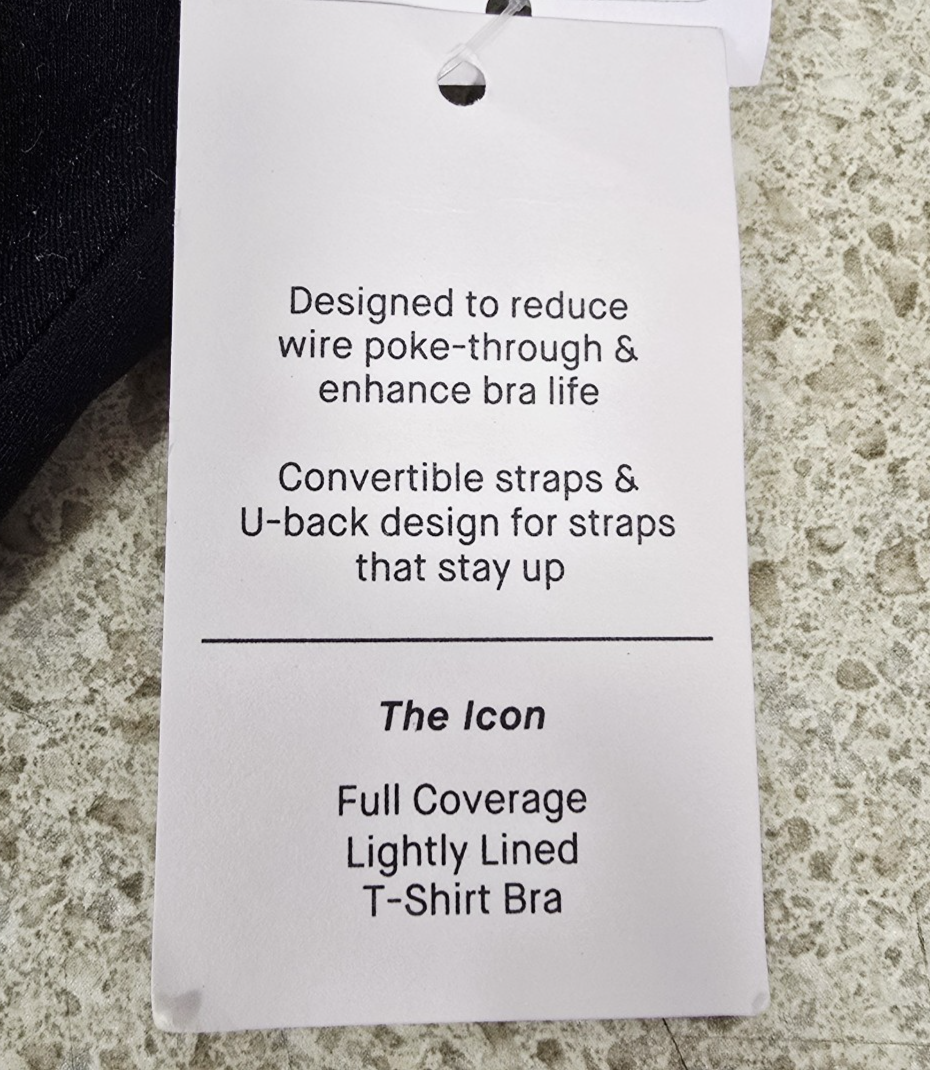 Designed to reduce
wire poke-through &
enhance bra life
Convertible straps &
U-back design for straps
that stay up
The Icon
Full Coverage
Lightly Lined
T-Shirt Bra